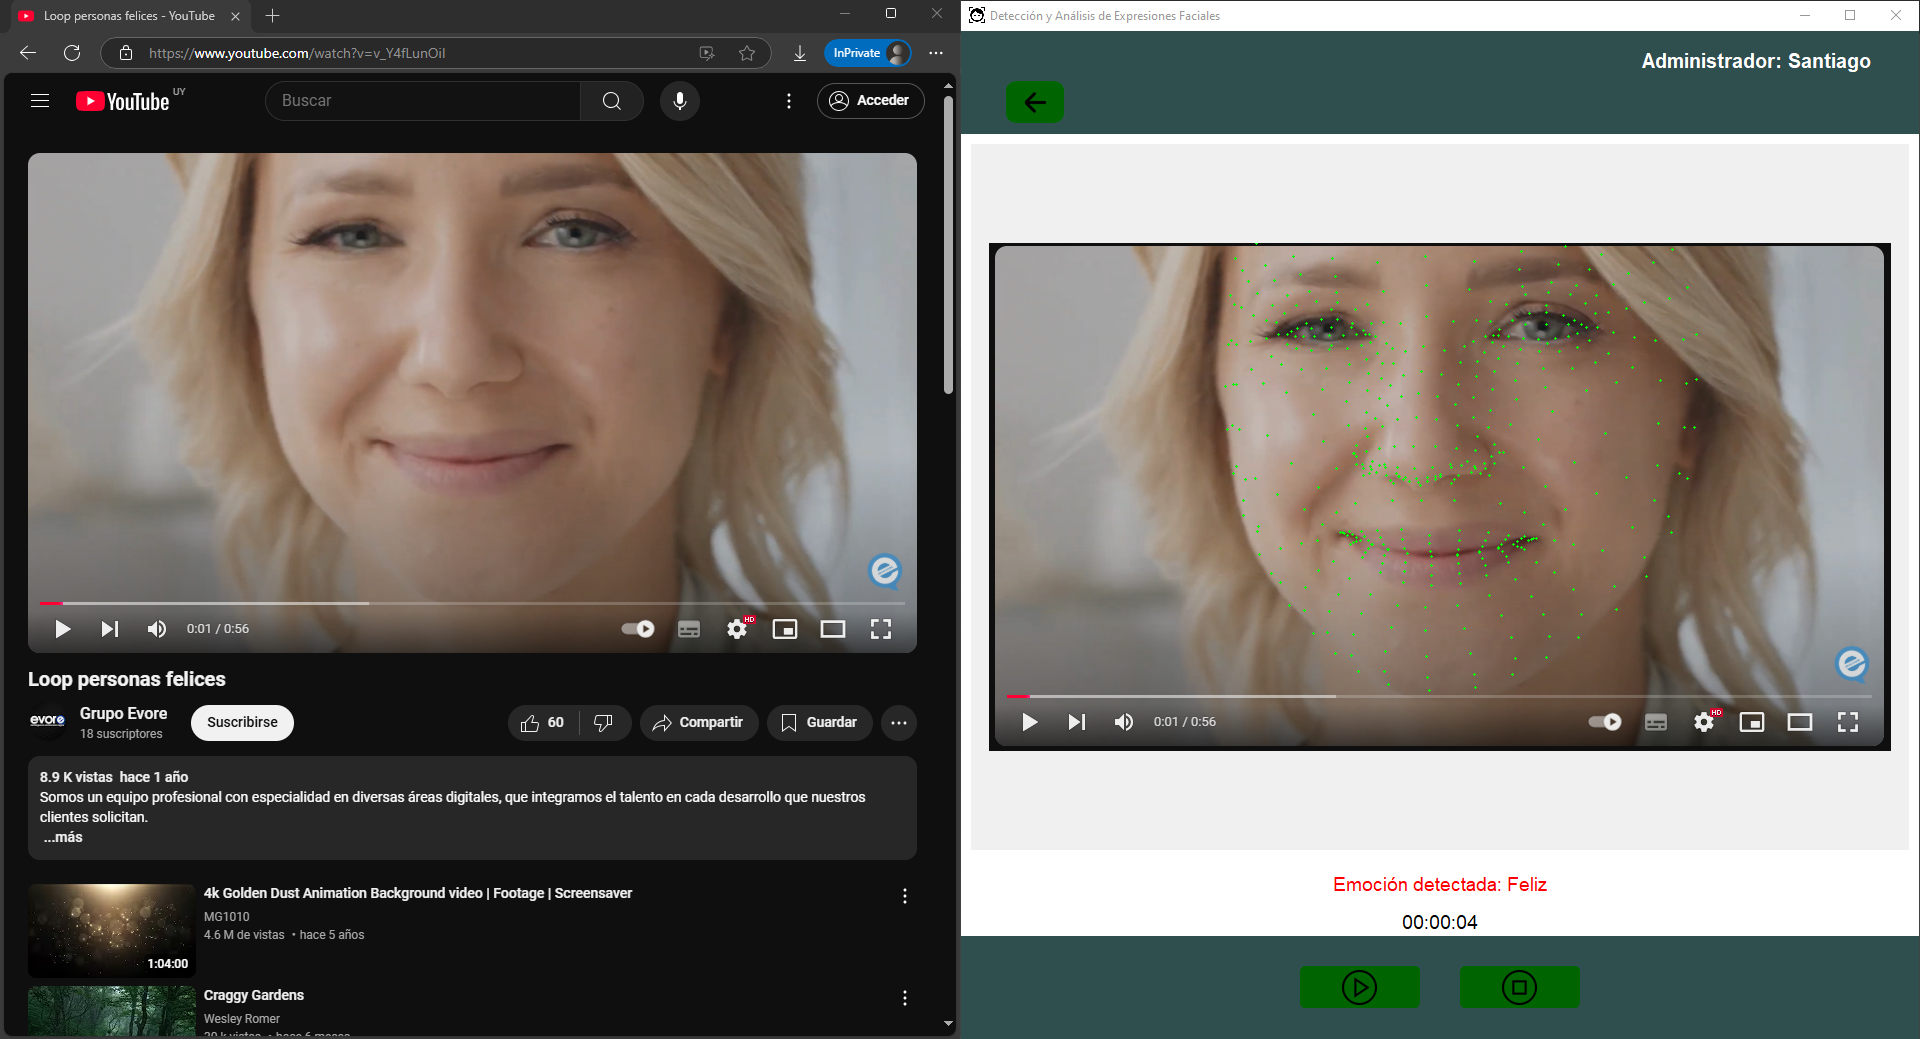 Loop personas felices - YouTube
https://www.youtube.com/watch?v=v_Y4fLunOiI
InPrivate
YouTube UY
Buscar
Acceder
HD
0:01 / 0:56
Loop personas felices
evore
Grupo Evore
18 suscriptores
Suscribirse
60
Compartir
Guardar
8.9 K vistas hace 1 año
Somos un equipo profesional con especialidad en diversas áreas digitales, que integramos el talento en cada desarrollo que nuestros
clientes solicitan.
...más
4k Golden Dust Animation Background video | Footage | Screensaver
MG1010
4.6 M de vistas • hace 5 años
1:04:00
Craggy Gardens
Wesley Romer
Detección y Análisis de Expresiones Faciales
Administrador: Santiago
HD
0:01 / 0:56
Emoción detectada: Feliz
00:00:04